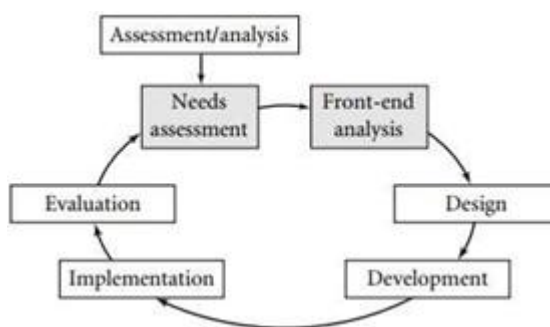 Assessment/analysis
Needs
assessment
Front-end
analysis
Evaluation
Design
Implementation
Development